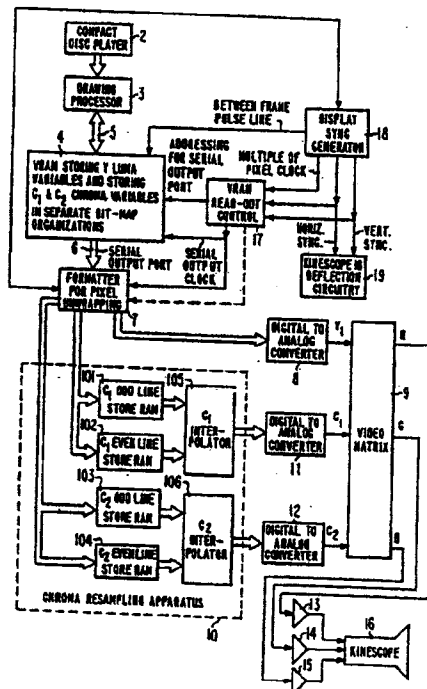 COMPACT
DISC PLAYER
2
DRAWING
PROCESSOR
3
5
4
VRAM STORING Y LUMA
VARIABLES AND STORING
C1 & C2 CHROMA VARIABLES
IN SEPARATE BIT-MAP
ORGANIZATIONS
BETWEEN FRAME
PULSE LINE
DISPLAY
SYNC
GENERATOR
18
ADDRESSING
FOR SERIAL
OUTPUT
PORT
MULTIPLE OF
PIXEL CLOCK
VRAM
READ-OUT
CONTROL
17
HORIZ.
SYNC.
VERT.
SYNC.
6
SERIAL
OUTPUT PORT
SERIAL
OUTPUT CLOCK
KINESCOPE 16
DEFLECTION
CIRCUITRY
19
FORMATTER
FOR PIXEL
UNWRAPPING
7
DIGITAL TO
ANALOG
CONVERTER
8
Y1
R
9
VIDEO MATRIX
101
C1 ODD LINE
STORE RAM
105
102
C1 EVEN LINE
STORE RAM
C1
INTER-
POLATOR
DIGITAL TO
ANALOG
CONVERTER
11
C1
G
103
C2 ODD LINE
STORE RAM
106
104
C2 EVEN LINE
STORE RAM
C2
INTER-
POLATOR
12
DIGITAL TO
ANALOG
CONVERTER
C2
B
CHROMA RESAMPLING APPARATUS
10
13
14
15
16
KINESCOPE